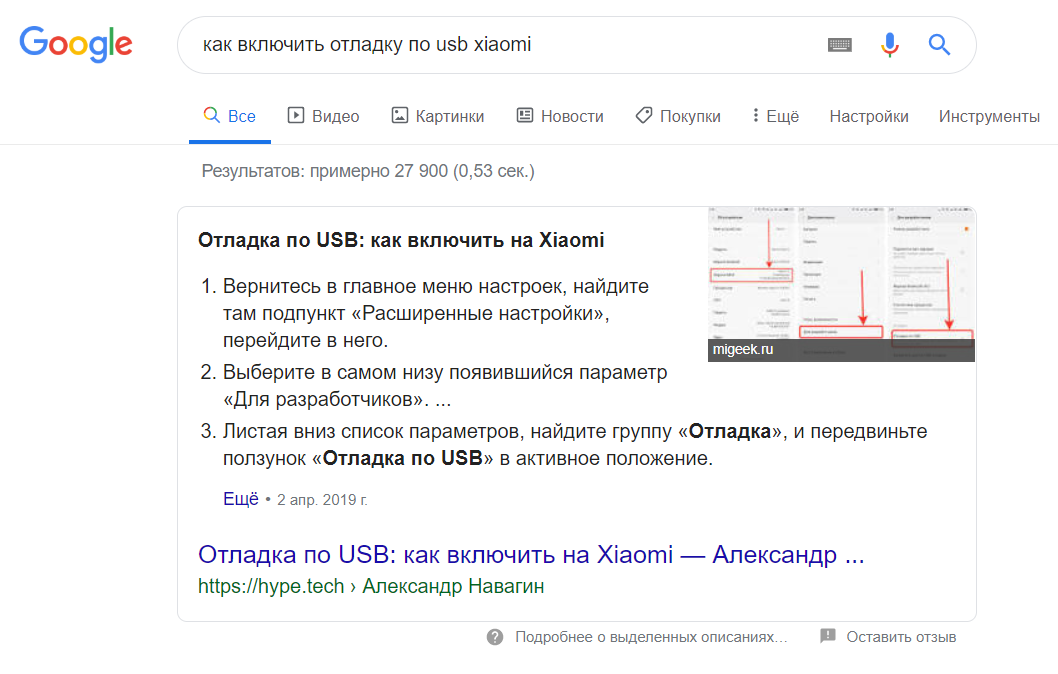 Google
как включить отладку по usb xiaomi
Все Видео Картинки Новости Покупки Ещё Настройки Инструменты
Результатов: примерно 27 900 (0,53 сек.)
Отладка по USB: как включить на Xiaomi
1. Вернитесь в главное меню настроек, найдите
там подпункт «Расширенные настройки»,
перейдите в него.
migeek.ru
2. Выберите в самом низу появившийся параметр
«Для разработчиков». ...
3. Листая вниз список параметров, найдите группу «Отладка», и передвиньте
ползунок «Отладка по USB» в активное положение.
Ещё • 2 апр. 2019 г.
Отладка по USB: как включить на Xiaomi — Александр ...
https://hype.tech › Александр Навагин
Подробнее о выделенных описаниях… Оставить отзыв